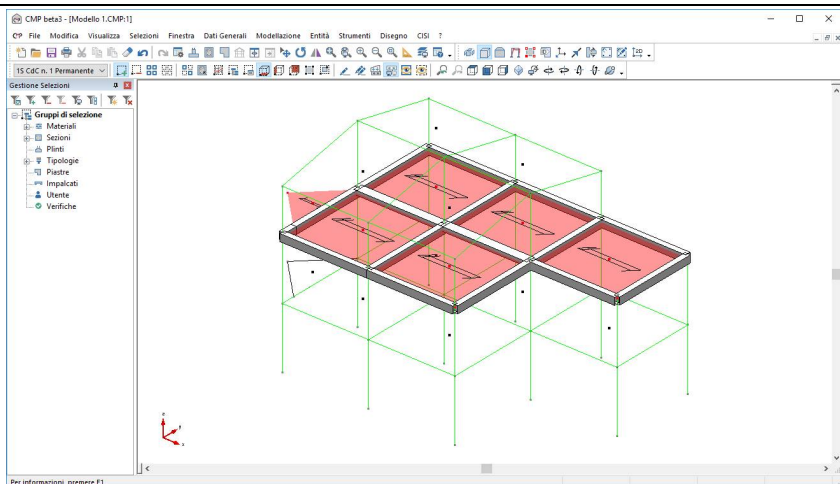 CMP beta3 - [Modello 1.CMP:1]
CMP File Modifica Visualizza Selezioni Finestra Dati Generali Modellazione Entità Strumenti Disegno CISI ?
1S CdC n. 1 Permanente
Gestione Selezioni
Gruppi di selezione
Materiali
Sezioni
Plinti
Tipologie
Piastre
Impalcati
Utente
Verifiche
Per informazioni, premere F1